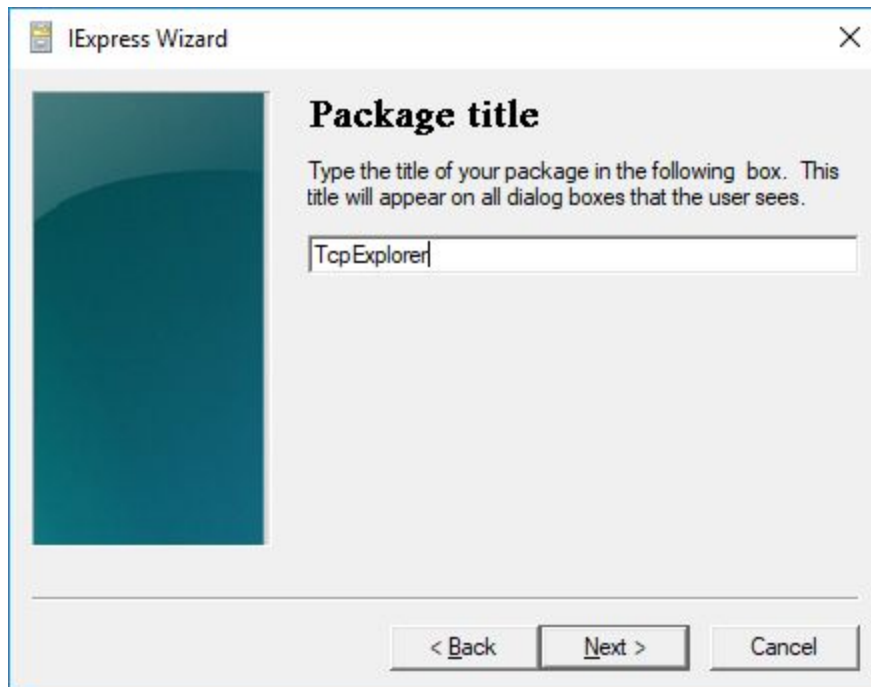 IExpress Wizard
Package title
Type the title of your package in the following  box.  This
title will appear on all dialog boxes that the user sees.
TcpExplorer
< Back
Next >
Cancel